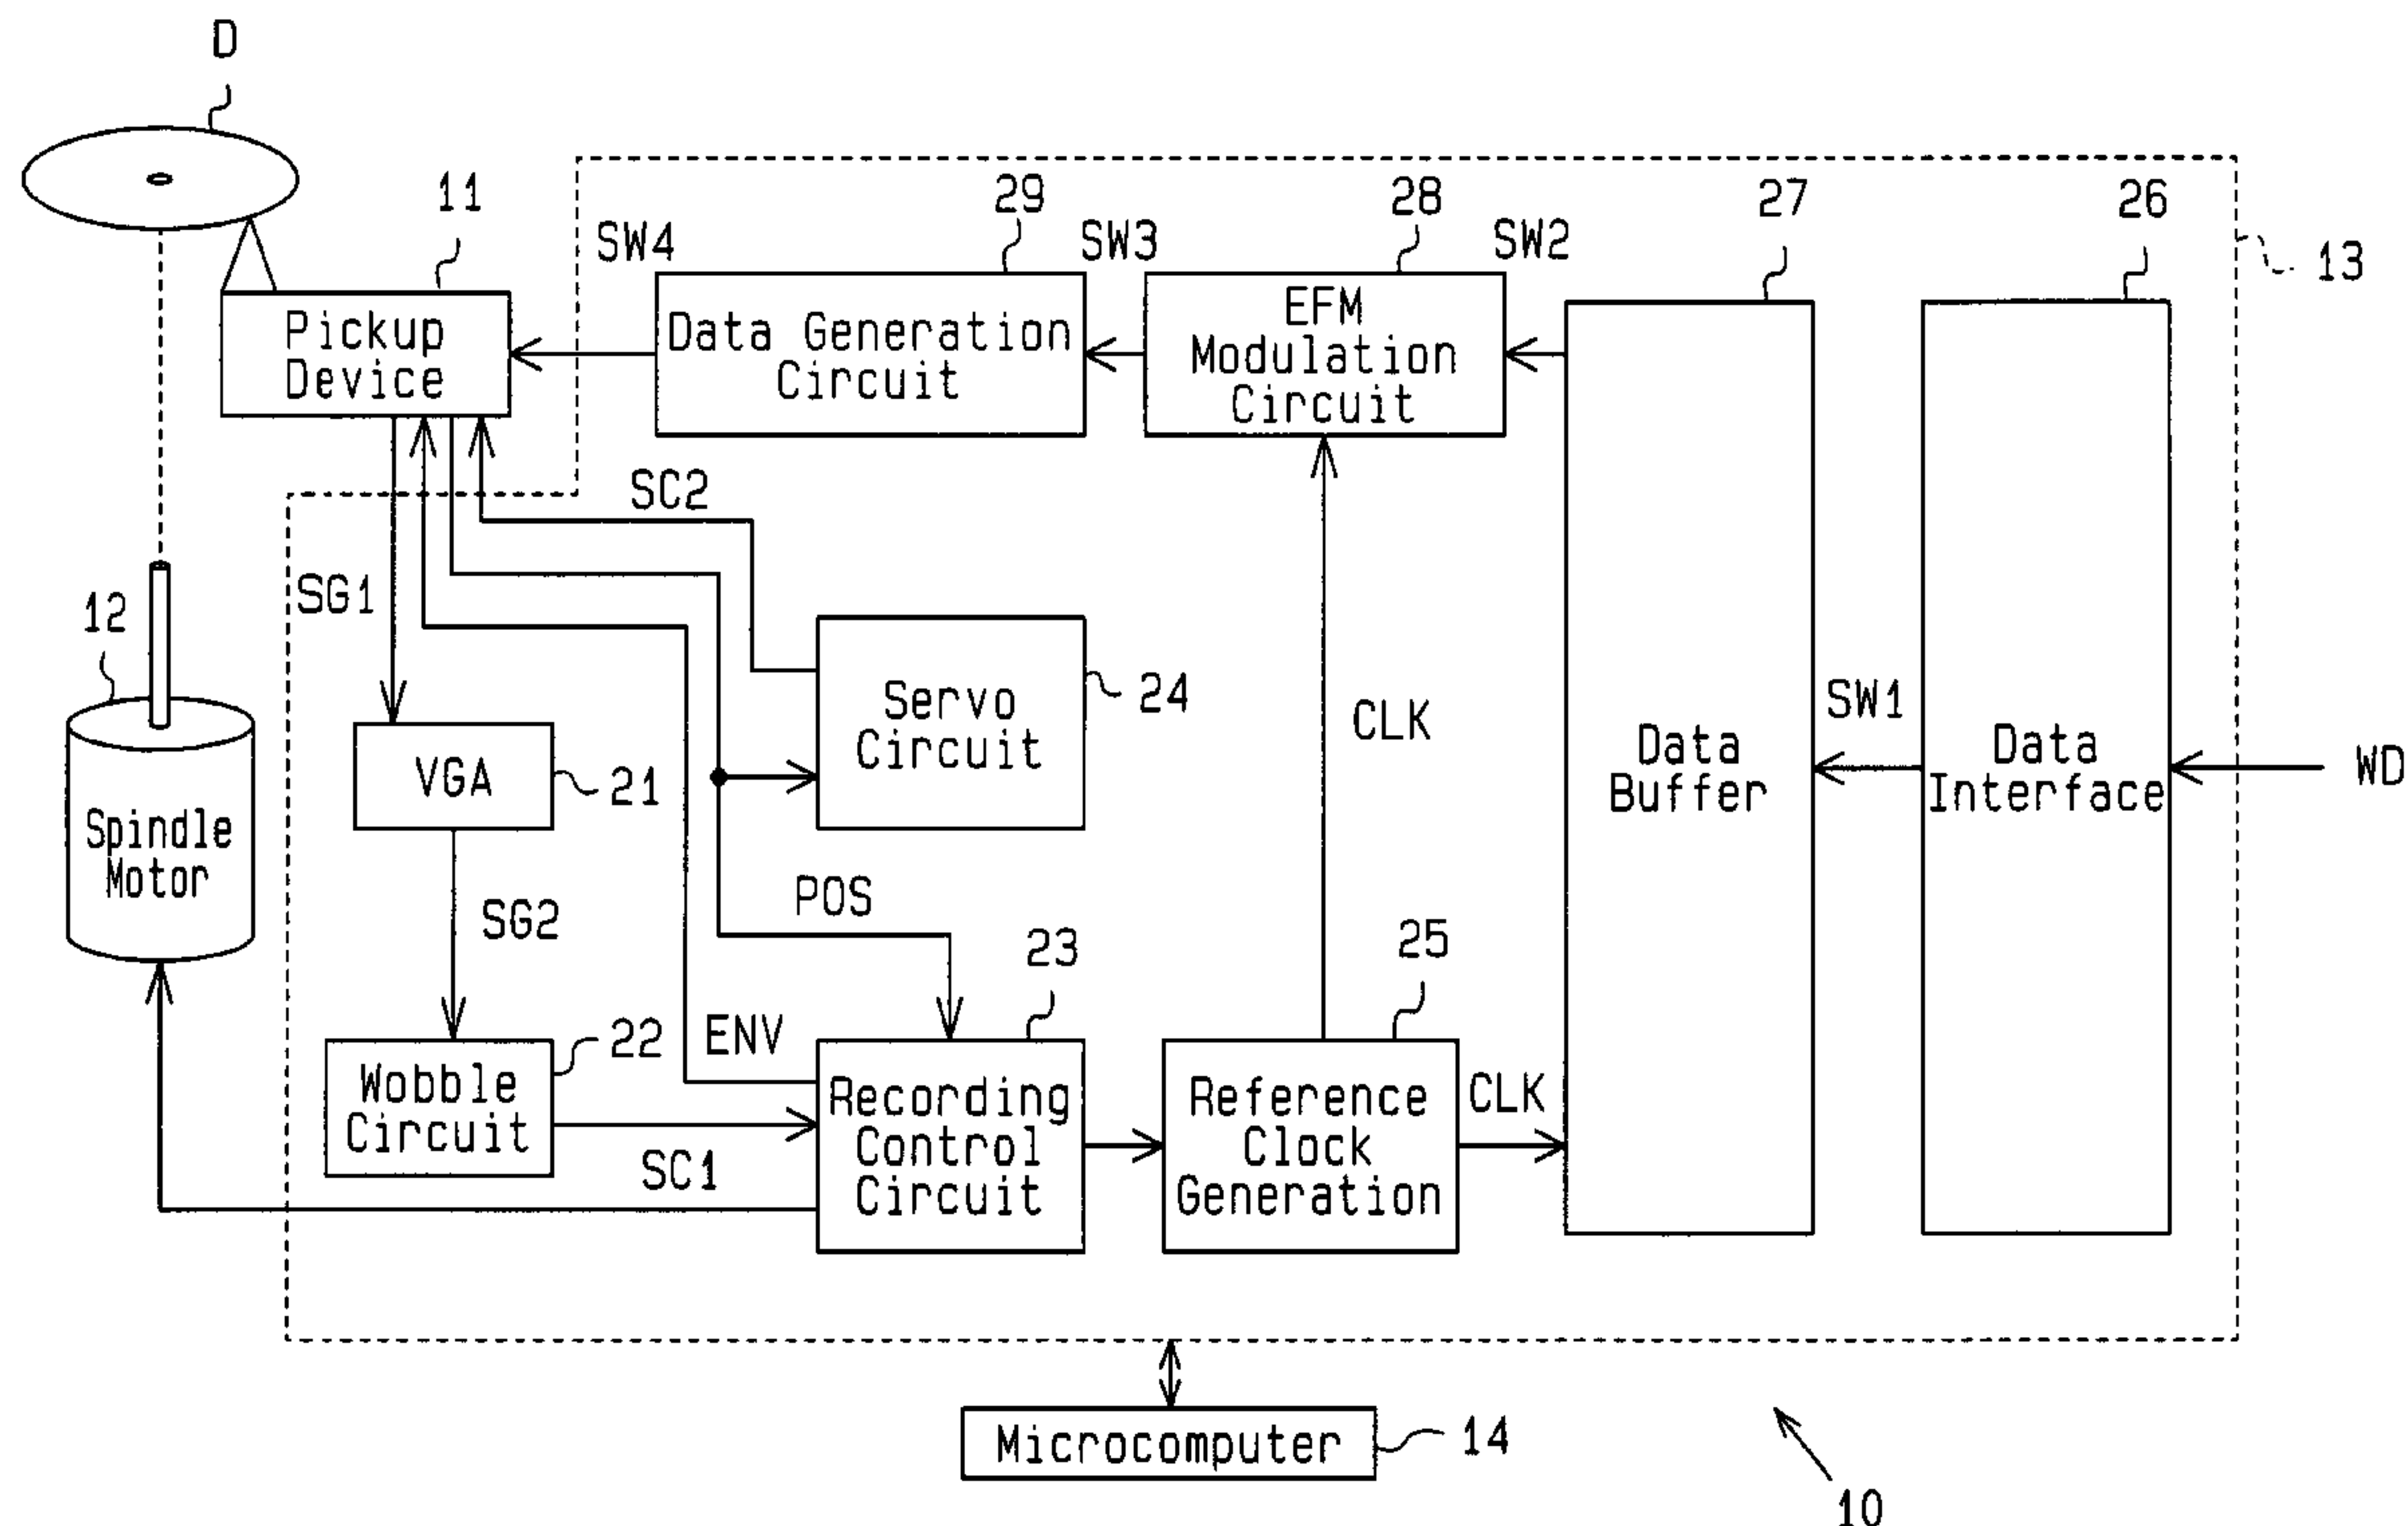 D
11
29
28
27
26
13
SW4
SW3
SW2
Pickup
Device
Data Generation
Circuit
EFM
Modulation
Circuit
SC2
SG1
12
24
Servo
Circuit
CLK
SW1
VGA
21
Data
Buffer
Data
Interface
WD
Spindle
Motor
POS
SG2
23
25
22
ENV
Wobble
Circuit
SC1
Recording
Control
Circuit
Reference
Clock
Generation
CLK
Microcomputer
14
10